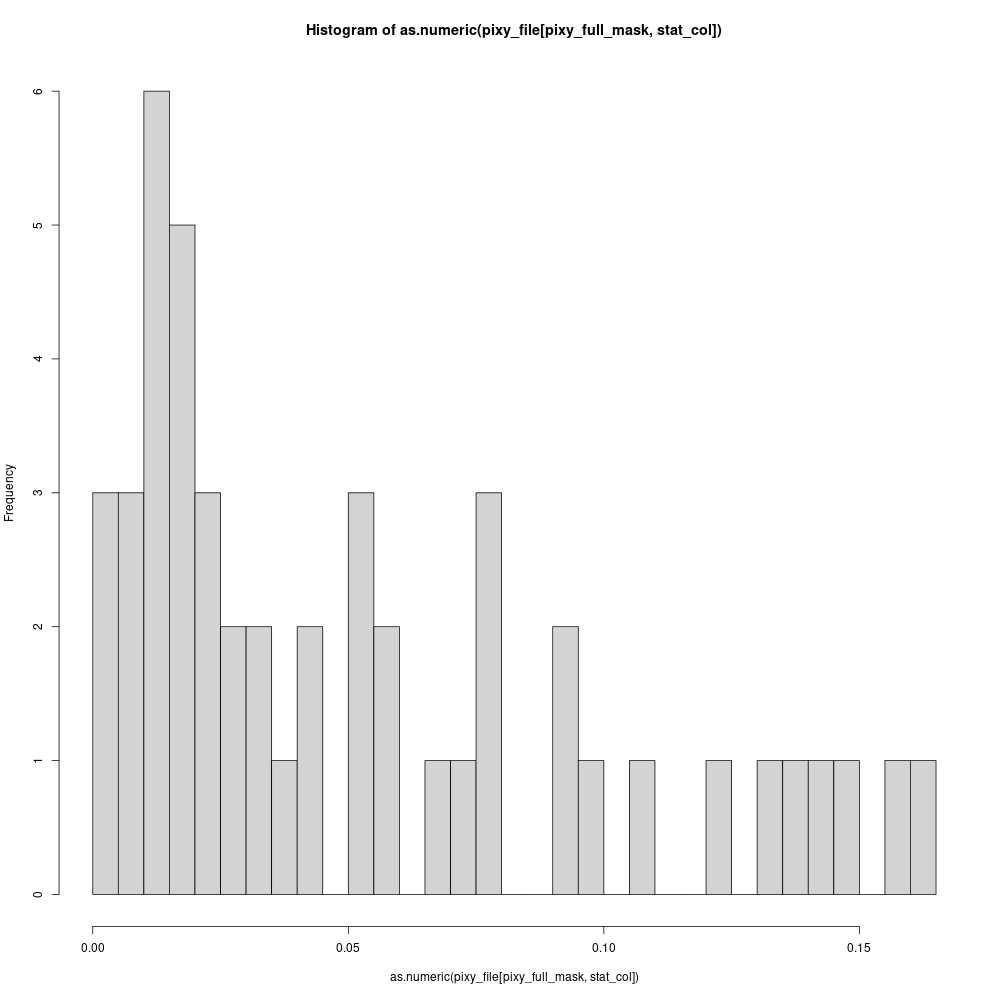 Histogram of as.numeric(pixy_file[pixy_full_mask, stat_col])
6
5
4
3
2
1
0
Frequency
0.00 0.05 0.10 0.15
as.numeric(pixy_file[pixy_full_mask, stat_col])